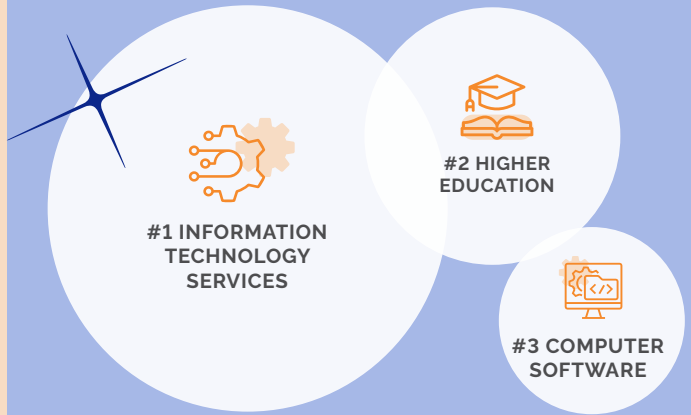 #1 INFORMATION
TECHNOLOGY
SERVICES
#2 HIGHER
EDUCATION
</>
#3 COMPUTER
SOFTWARE